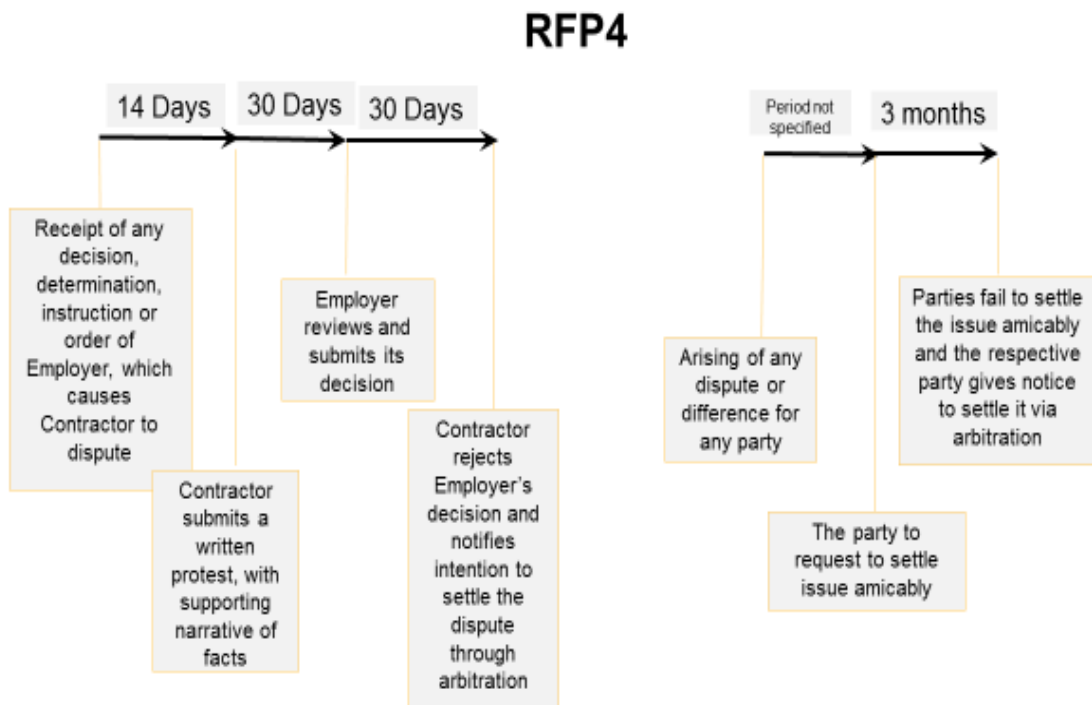 RFP4
14 Days
30 Days
30 Days
Receipt of any
decision,
determination,
instruction or
order of
Employer, which
causes
Contractor to
dispute
Contractor
submits a
written
protest, with
supporting
narrative of
facts
Employer
reviews and
submits its
decision
Contractor
rejects
Employer’s
decision and
notifies
intention to
settle the
dispute
through
arbitration
Period not
specified
3 months
Arising of any
dispute or
difference for
any party
The party to
request to settle
issue amicably
Parties fail to settle
the issue amicably
and the respective
party gives notice
to settle it via
arbitration